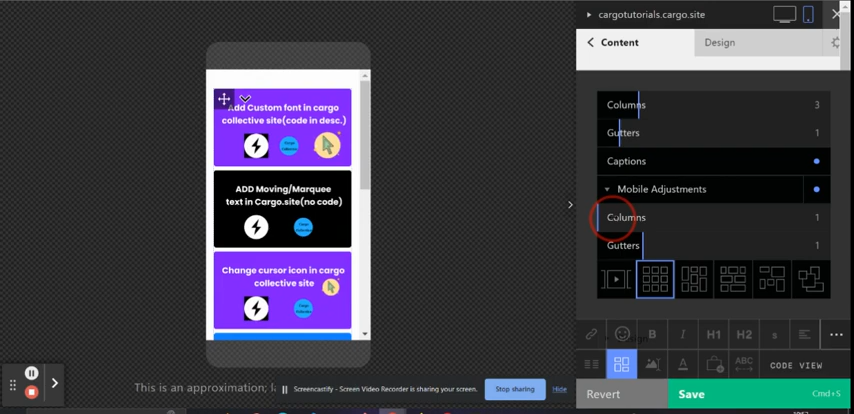 cargotutorials.cargo.site
Content
Design
Add Custom font in cargo
collective site(code in desc.)
ADD Moving/Marquee
text in Cargo.site(no code)
Change cursor icon in cargo
collective site
Columns 3
Gutters 1
Captions
Mobile Adjustments
Columns 1
Gutters 1
B I H1 H2 s
ABC
CODE VIEW
This is an approximation;
Screencastify - Screen Video Recorder is sharing your screen.
Stop sharing
Hide
Revert
Save
Cmd+S